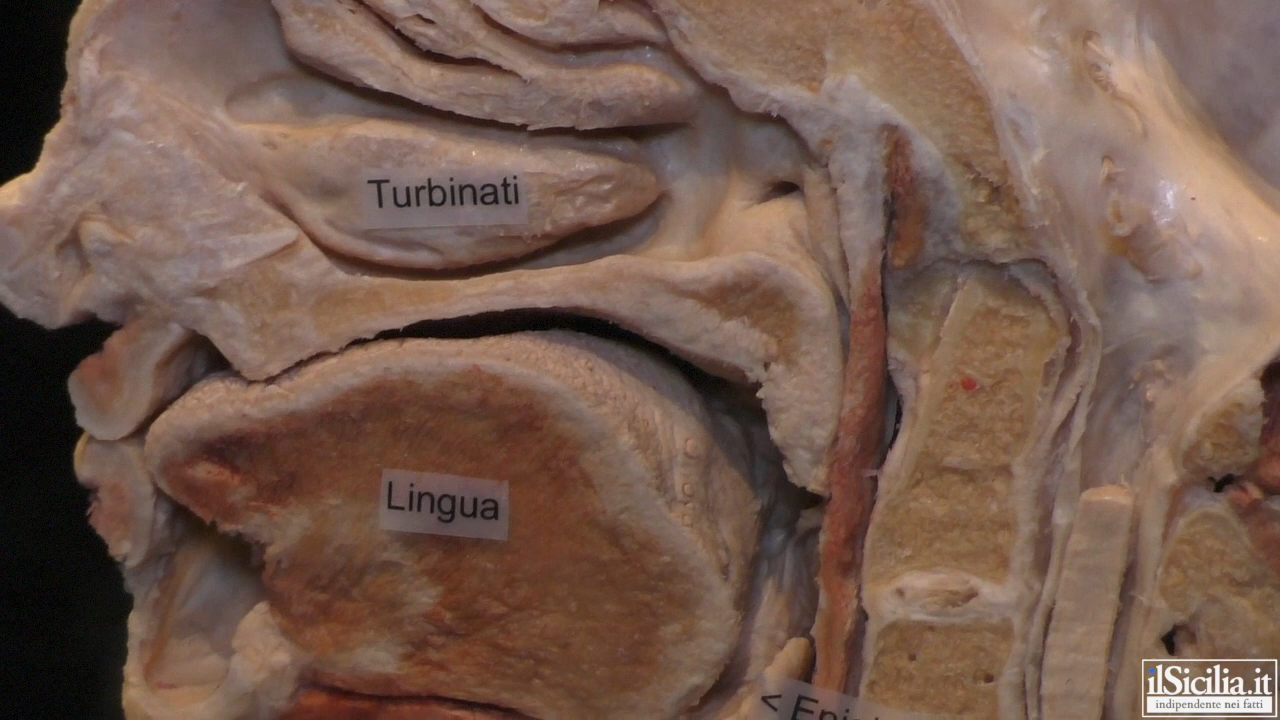 Turbinati
Lingua
ilSicilia.it
indipendente nei fatti